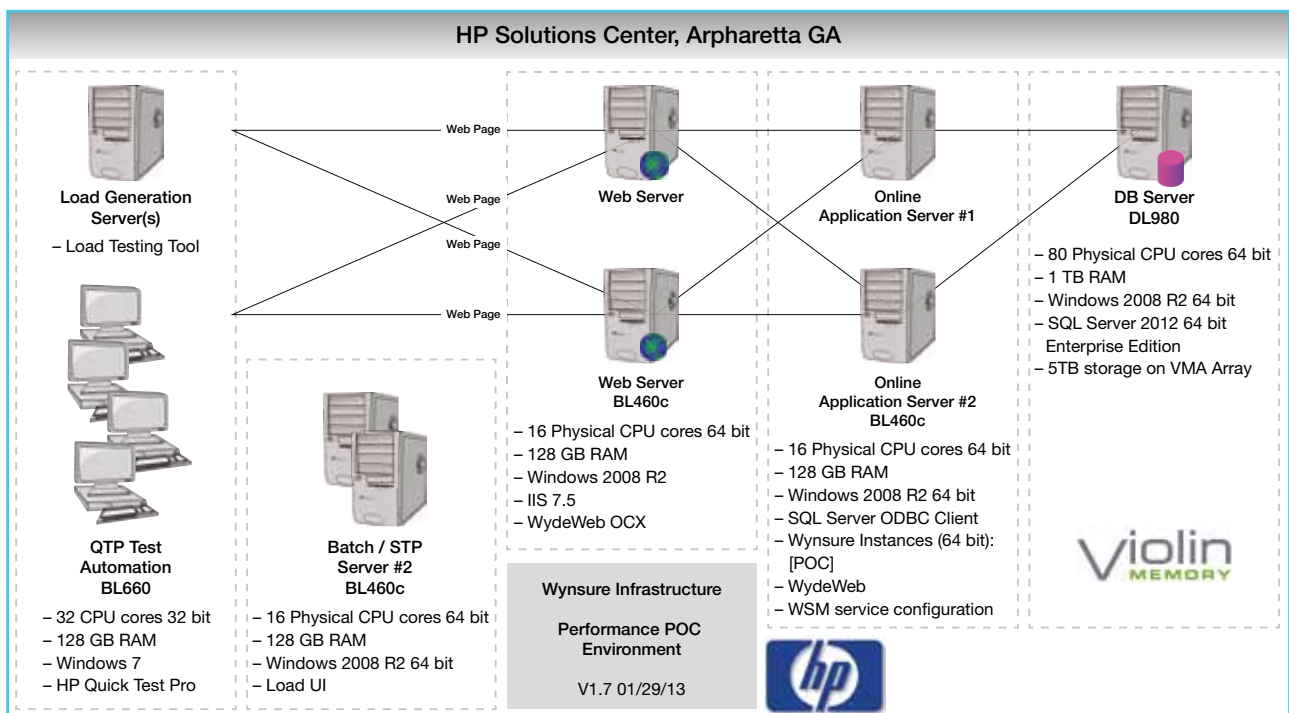 HP Solutions Center, Arpharetta GA
Load Generation
Server(s)
– Load Testing Tool
QTP Test
Automation
BL660
– 32 CPU cores 32 bit
– 128 GB RAM
– Windows 7
– HP Quick Test Pro
Batch / STP
Server #2
BL460c
– 16 Physical CPU cores 64 bit
– 128 GB RAM
– Windows 2008 R2 64 bit
– Load UI
Web Page
Web Page
Web Page
Web Page
Web Server
Web Server
BL460c
– 16 Physical CPU cores 64 bit
– 128 GB RAM
– Windows 2008 R2
– IIS 7.5
– WydeWeb OCX
Wynsure Infrastructure
Performance POC
Environment
V1.7 01/29/13
Online
Application Server #1
Online
Application Server #2
BL460c
– 16 Physical CPU cores 64 bit
– 128 GB RAM
– Windows 2008 R2 64 bit
– SQL Server ODBC Client
– Wynsure Instances (64 bit):
[POC]
– WydeWeb
– WSM service configuration
hp
DB Server
DL980
– 80 Physical CPU cores 64 bit
– 1 TB RAM
– Windows 2008 R2 64 bit
– SQL Server 2012 64 bit
Enterprise Edition
– 5TB storage on VMA Array
Violin
MEMORY